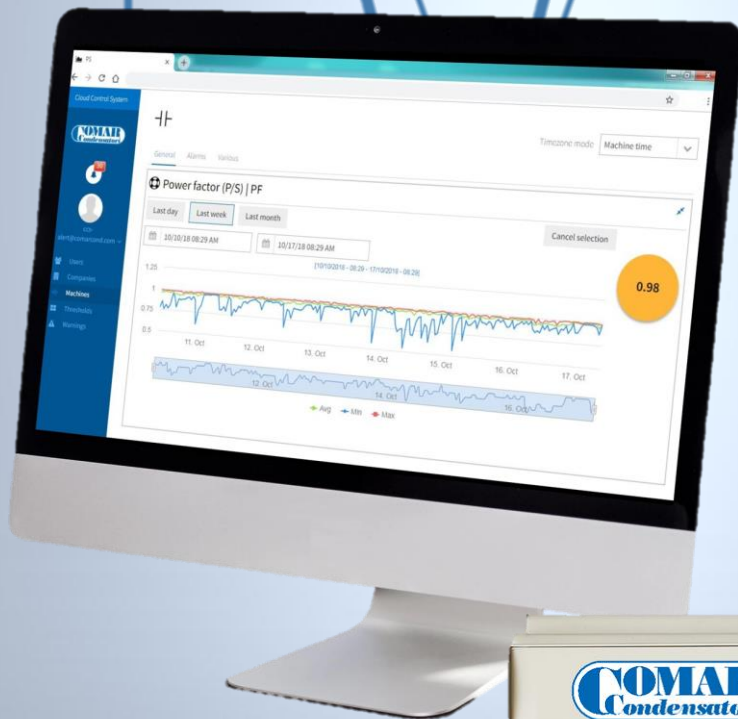 PS
Cloud Control System
COMAR
Condensatori
Timezone mode
Machine time
General Alarms Various
Power factor (P/S) | PF
Last day Last week Last month
Cancel selection
10/10/18 08:29 AM
10/17/18 08:29 AM
[10/10/2018 - 08:29 - 17/10/2018 - 08:29]
Users
Companies
Machines
Thresholds
Warnings
0.98
1.25
1
0.75
0.5
11. Oct 12. Oct 13. Oct 14. Oct 15. Oct 16. Oct 17. Oct
12. Oct 14. Oct 16. Oct
Avg Min Max
COMAR
Condensato